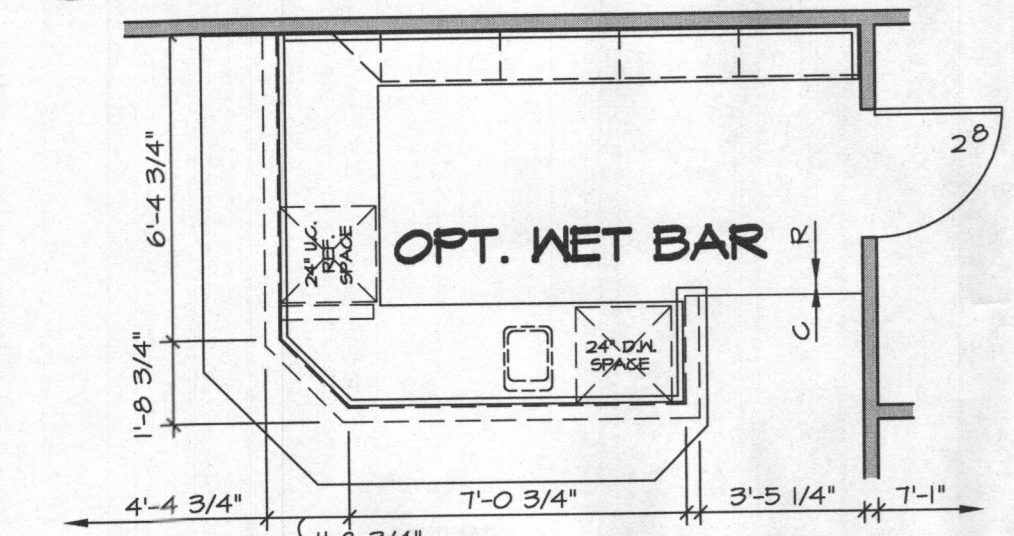 2⁸
6'-4 3/4"
24" U.C.
REF.
SPACE
OPT. WET BAR
R
C
24" D.W.
SPACE
1'-8 3/4"
4'-4 3/4"
7'-0 3/4"
3'-5 1/4"
7'-1"